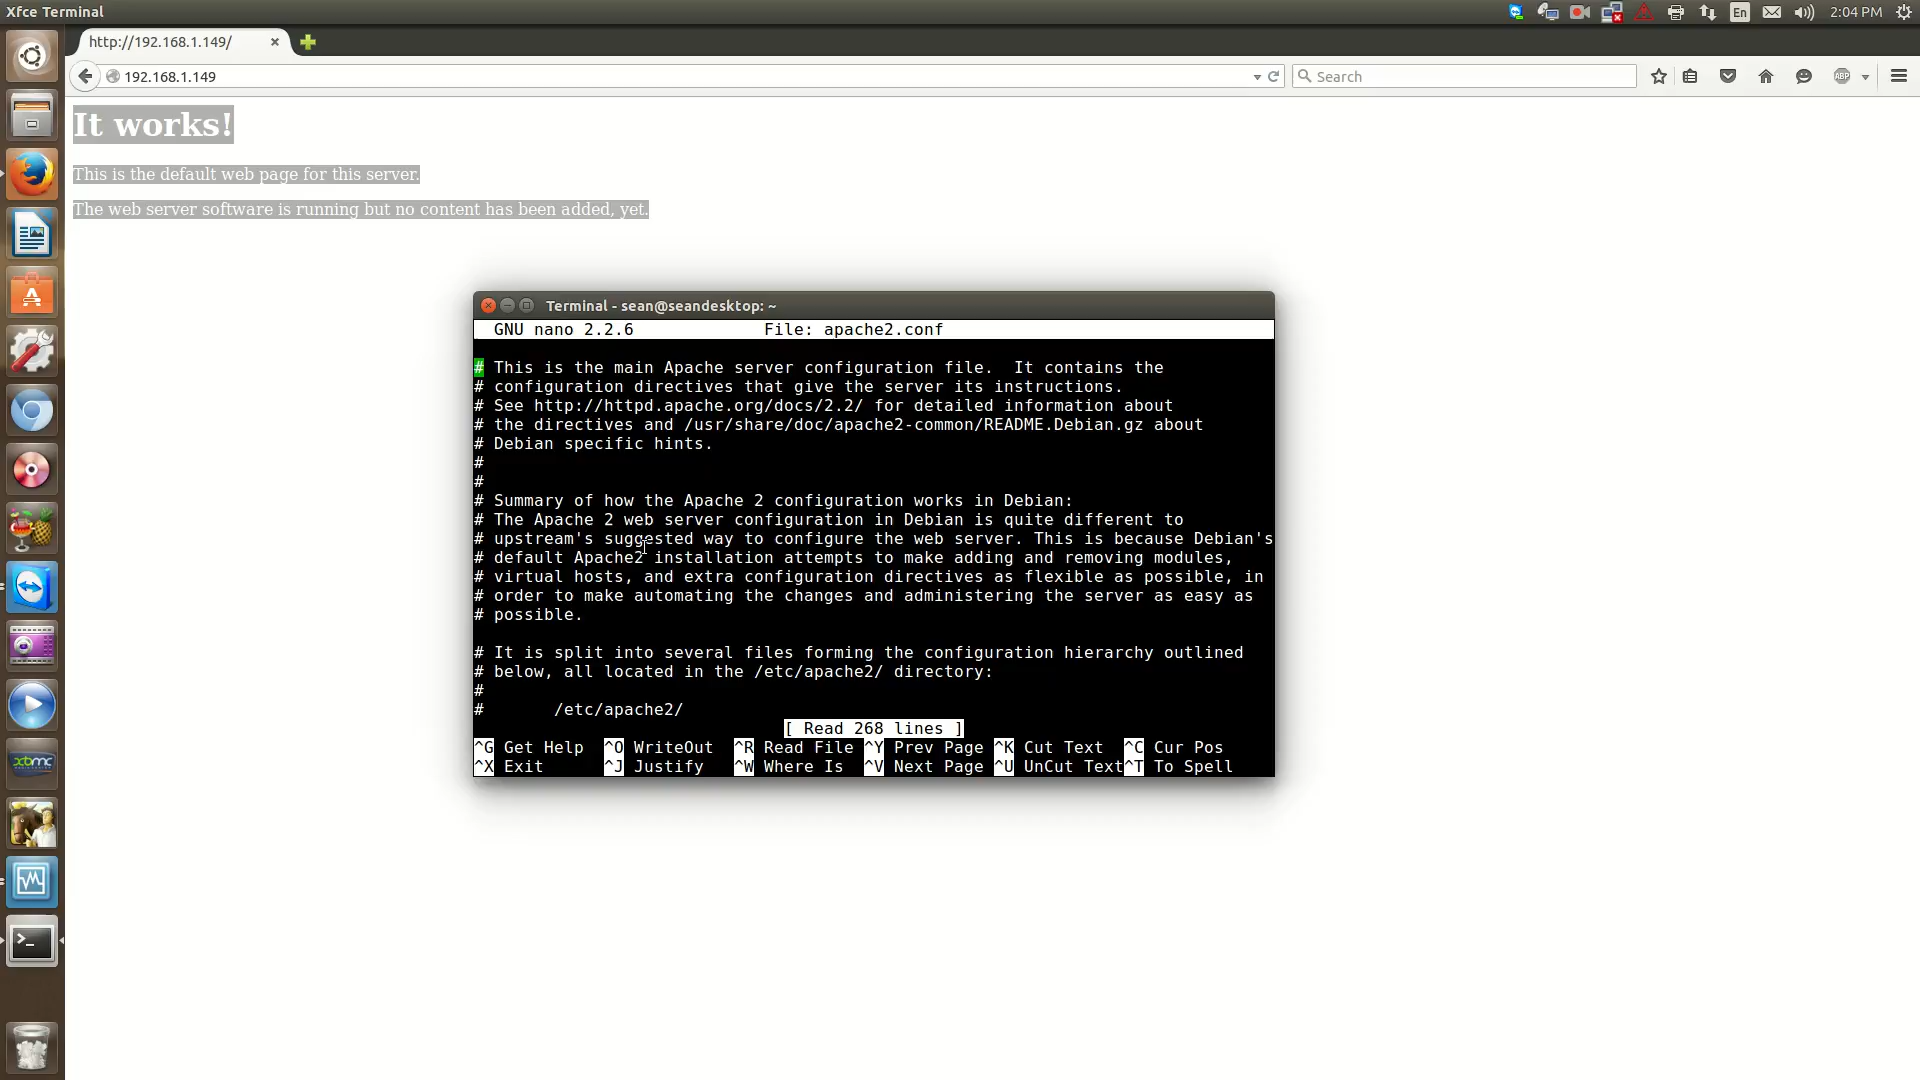 Xfce Terminal
En
2:04 PM
http://192.168.1.149/
192.168.1.149
Search
ABP
It works!
This is the default web page for this server.
The web server software is running but no content has been added, yet.
Terminal - sean@seandesktop: ~
GNU nano 2.2.6 File: apache2.conf
# This is the main Apache server configuration file.  It contains the
# configuration directives that give the server its instructions.
# See http://httpd.apache.org/docs/2.2/ for detailed information about
# the directives and /usr/share/doc/apache2-common/README.Debian.gz about
# Debian specific hints.
#
#
# Summary of how the Apache 2 configuration works in Debian:
# The Apache 2 web server configuration in Debian is quite different to
# upstream's suggested way to configure the web server. This is because Debian's
# default Apache2 installation attempts to make adding and removing modules,
# virtual hosts, and extra configuration directives as flexible as possible, in
# order to make automating the changes and administering the server as easy as
# possible.
# It is split into several files forming the configuration hierarchy outlined
# below, all located in the /etc/apache2/ directory:
#
#       /etc/apache2/
[ Read 268 lines ]
^G Get Help ^O WriteOut ^R Read File ^Y Prev Page ^K Cut Text ^C Cur Pos
^X Exit ^J Justify ^W Where Is ^V Next Page ^U UnCut Text ^T To Spell
xbmc